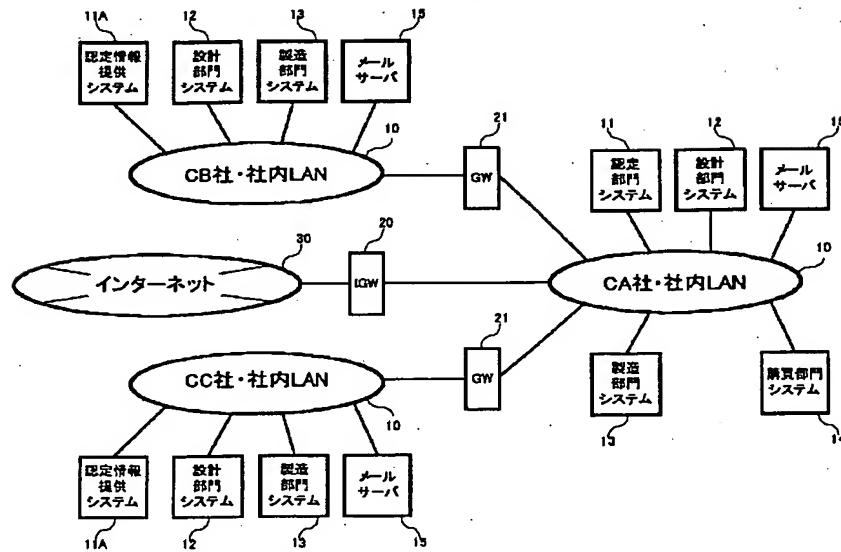 11A
12
13
15
認定情報
提供
システム
設計
部門
システム
製造
部門
システム
メール
サーバ
10
CB社・社内LAN
21
GW
11
12
15
認定
部門
システム
設計
部門
システム
メール
サーバ
30
インターネット
20
10
CA社・社内LAN
21
GW
CC社・社内LAN
10
製造
部門
システム
13
購買部門
システム
14
認定情報
提供
システム
設計
部門
システム
製造
部門
システム
メール
サーバ
11A
12
13
15